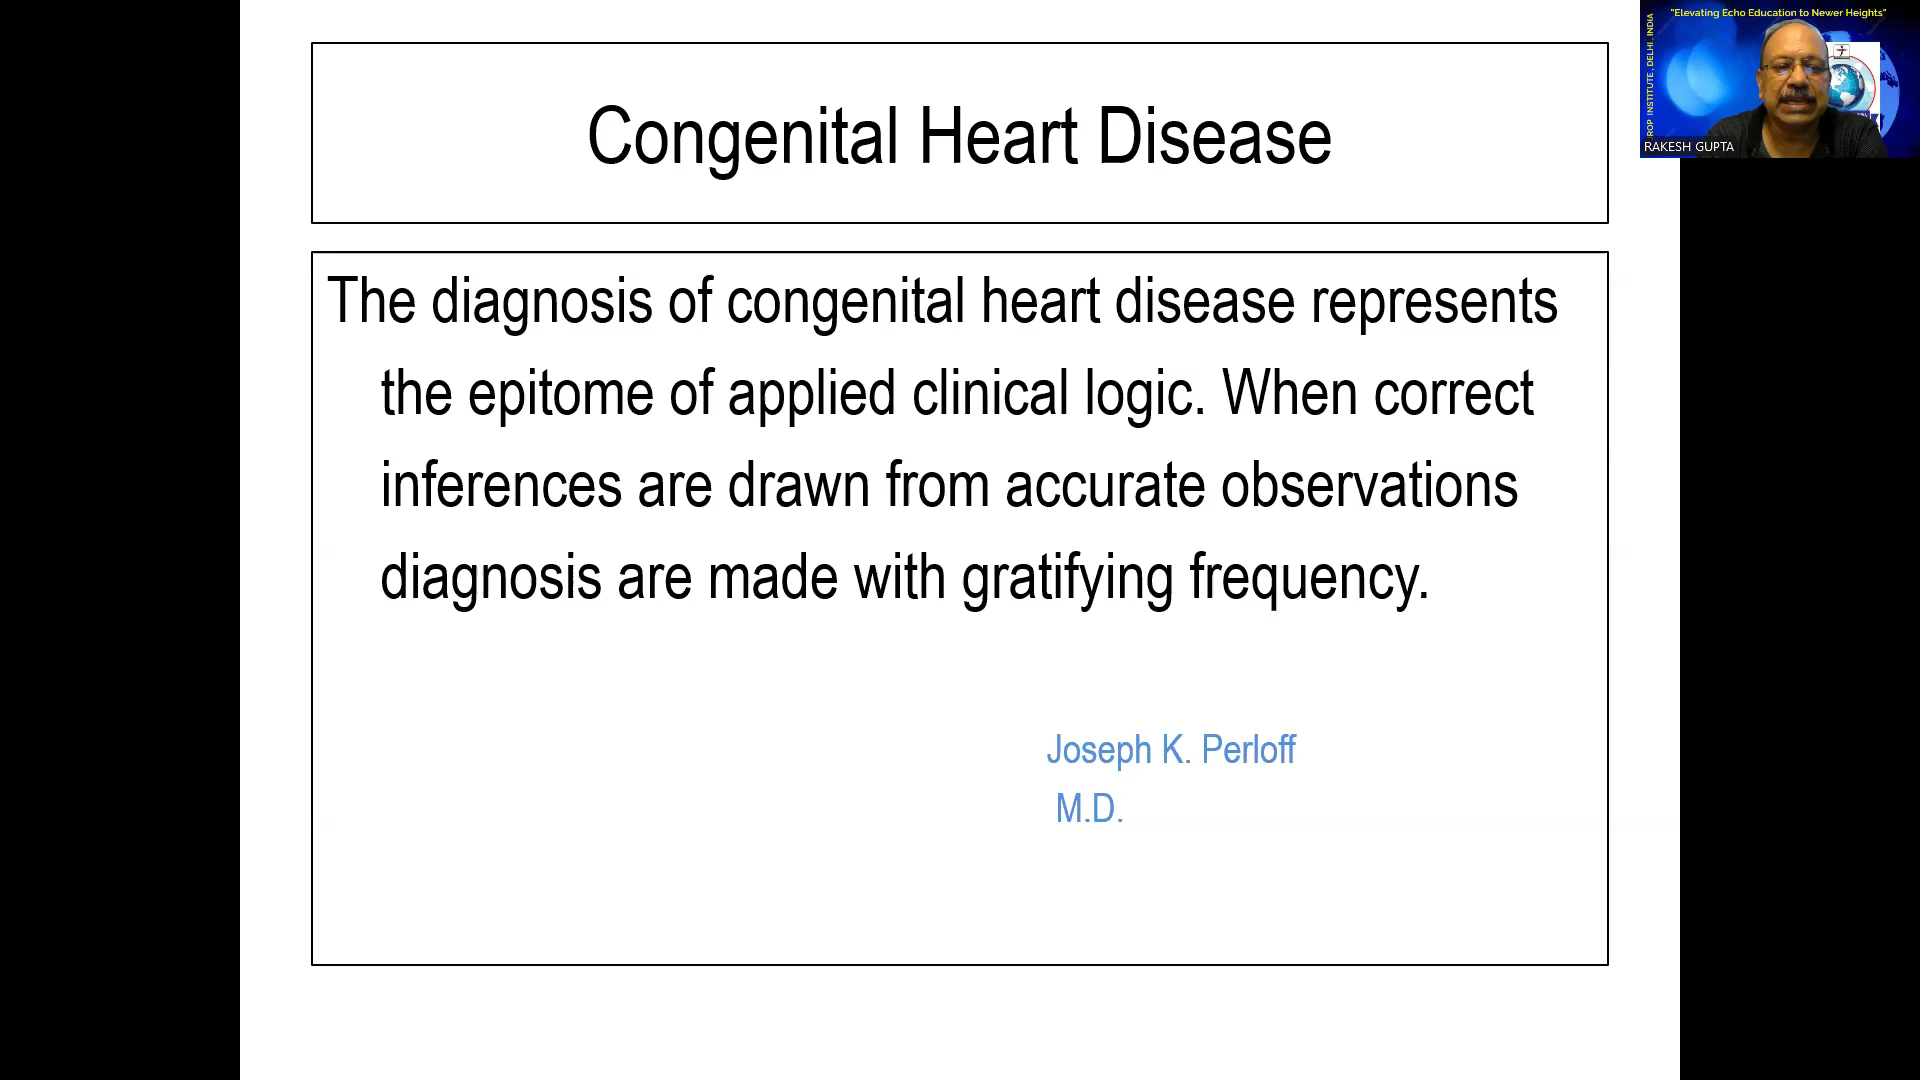 Congenital Heart Disease
The diagnosis of congenital heart disease represents
the epitome of applied clinical logic. When correct
inferences are drawn from accurate observations
diagnosis are made with gratifying frequency.
Joseph K. Perloff
M.D.
"Elevating Echo Education to Newer Heights"
INSTITUTE, DELHI, INDIA
RAKESH GUPTA